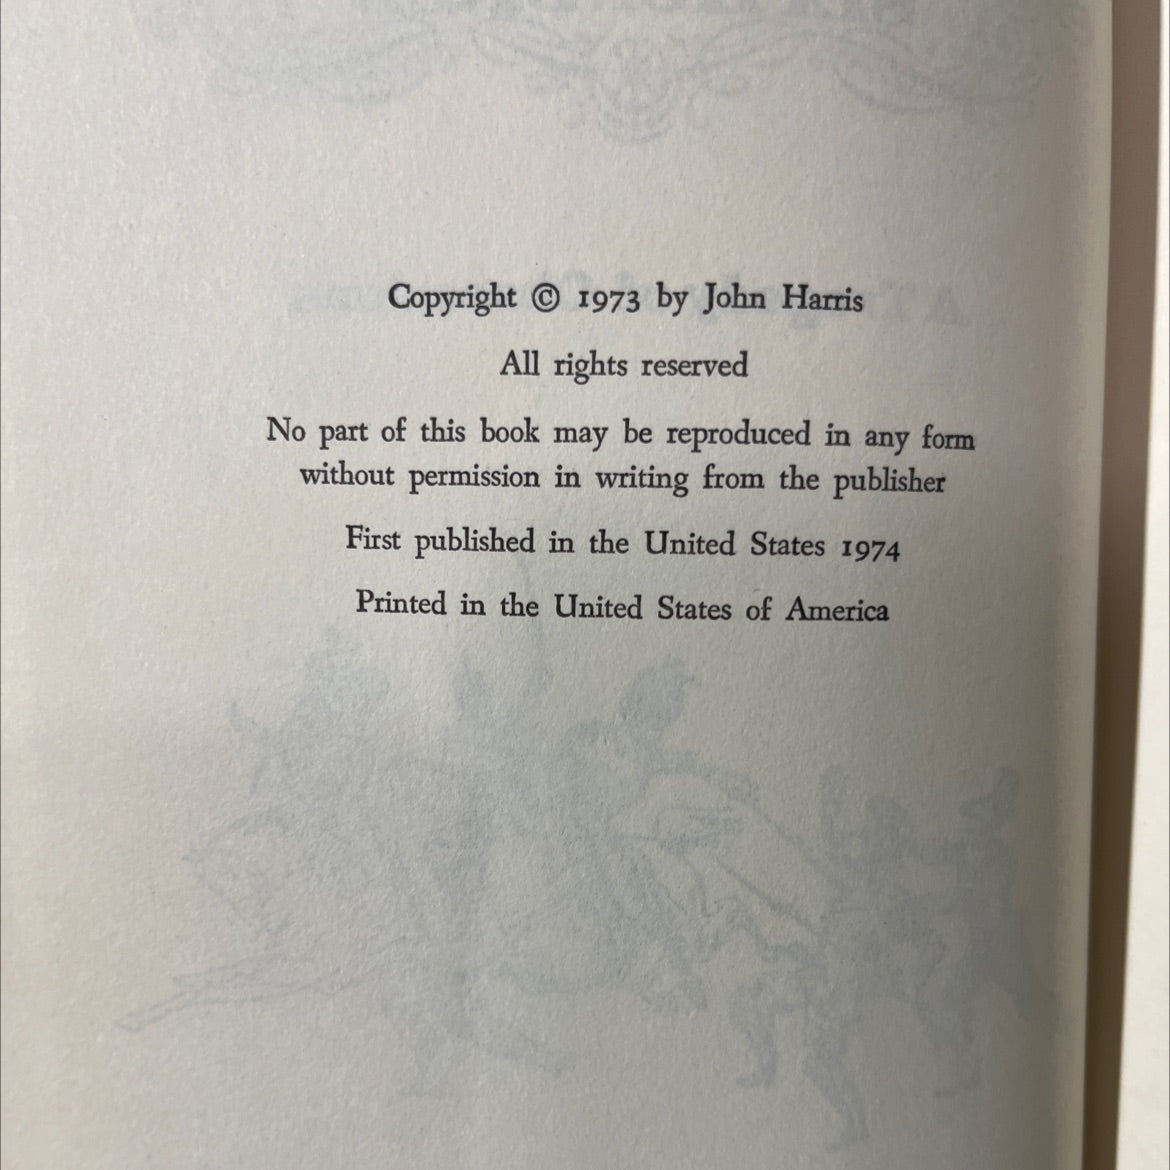 Copyright © 1973 by John Harris
All rights reserved
No part of this book may be reproduced in any form
without permission in writing from the publisher
First published in the United States 1974
Printed in the United States of America